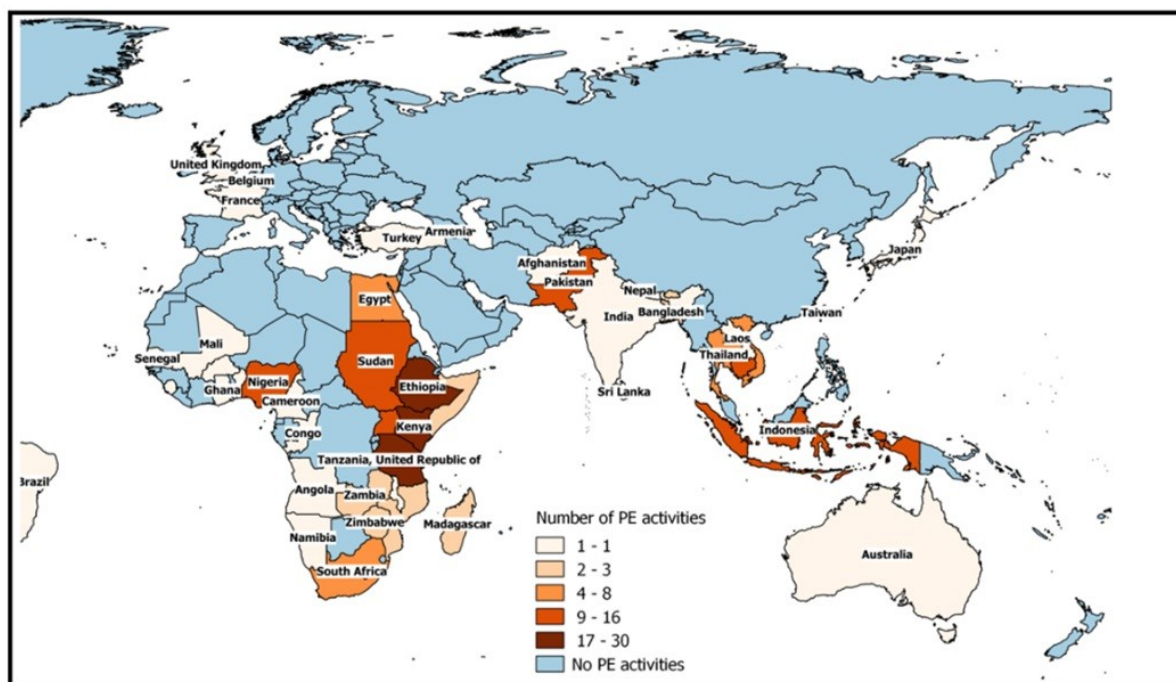 United Kingdom
Belgium
France
Turkey
Armenia
Japan
Afghanistan
Pakistan
Nepal
Egypt
India
Bangladesh
Taiwan
Mali
Laos
Senegal
Sudan
Thailand
Nigeria
Ethiopia
Ghana
Sri Lanka
Cameroon
Kenya
Indonesia
Congo
Tanzania, United Republic of
Brazil
Angola
Zambia
Zimbabwe
Madagascar
Namibia
Australia
South Africa
Number of PE activities
1 - 1
2 - 3
4 - 8
9 - 16
17 - 30
No PE activities